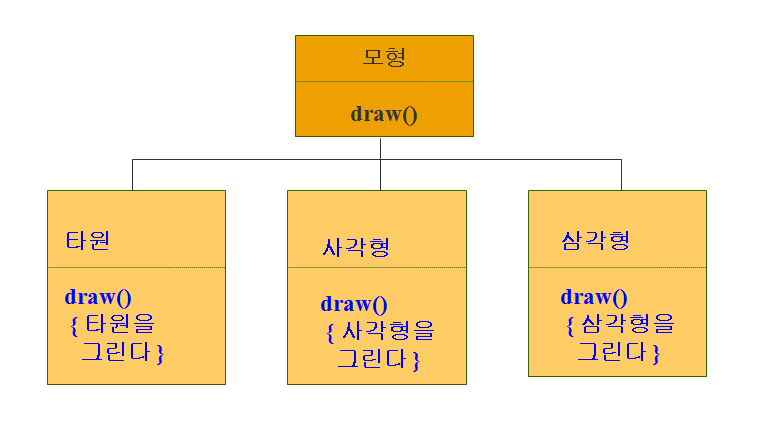 모형
draw()
타원
draw()
{ 타원을
그린다 }
사각형
draw()
{ 사각형을
그린다 }
삼각형
draw()
{ 삼각형을
그린다 }